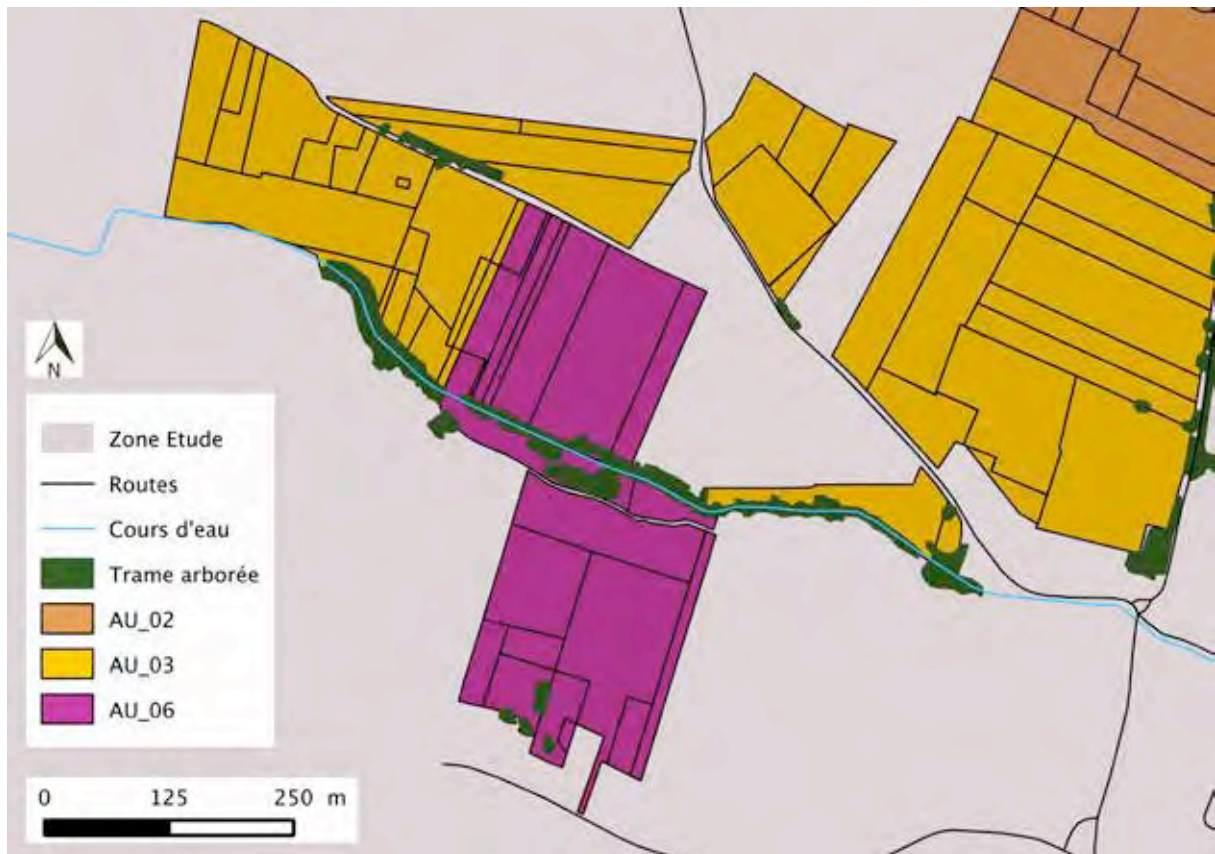 N
Zone Etude
Routes
Cours d'eau
Trame arborée
AU_02
AU_03
AU_06
0 125 250 m